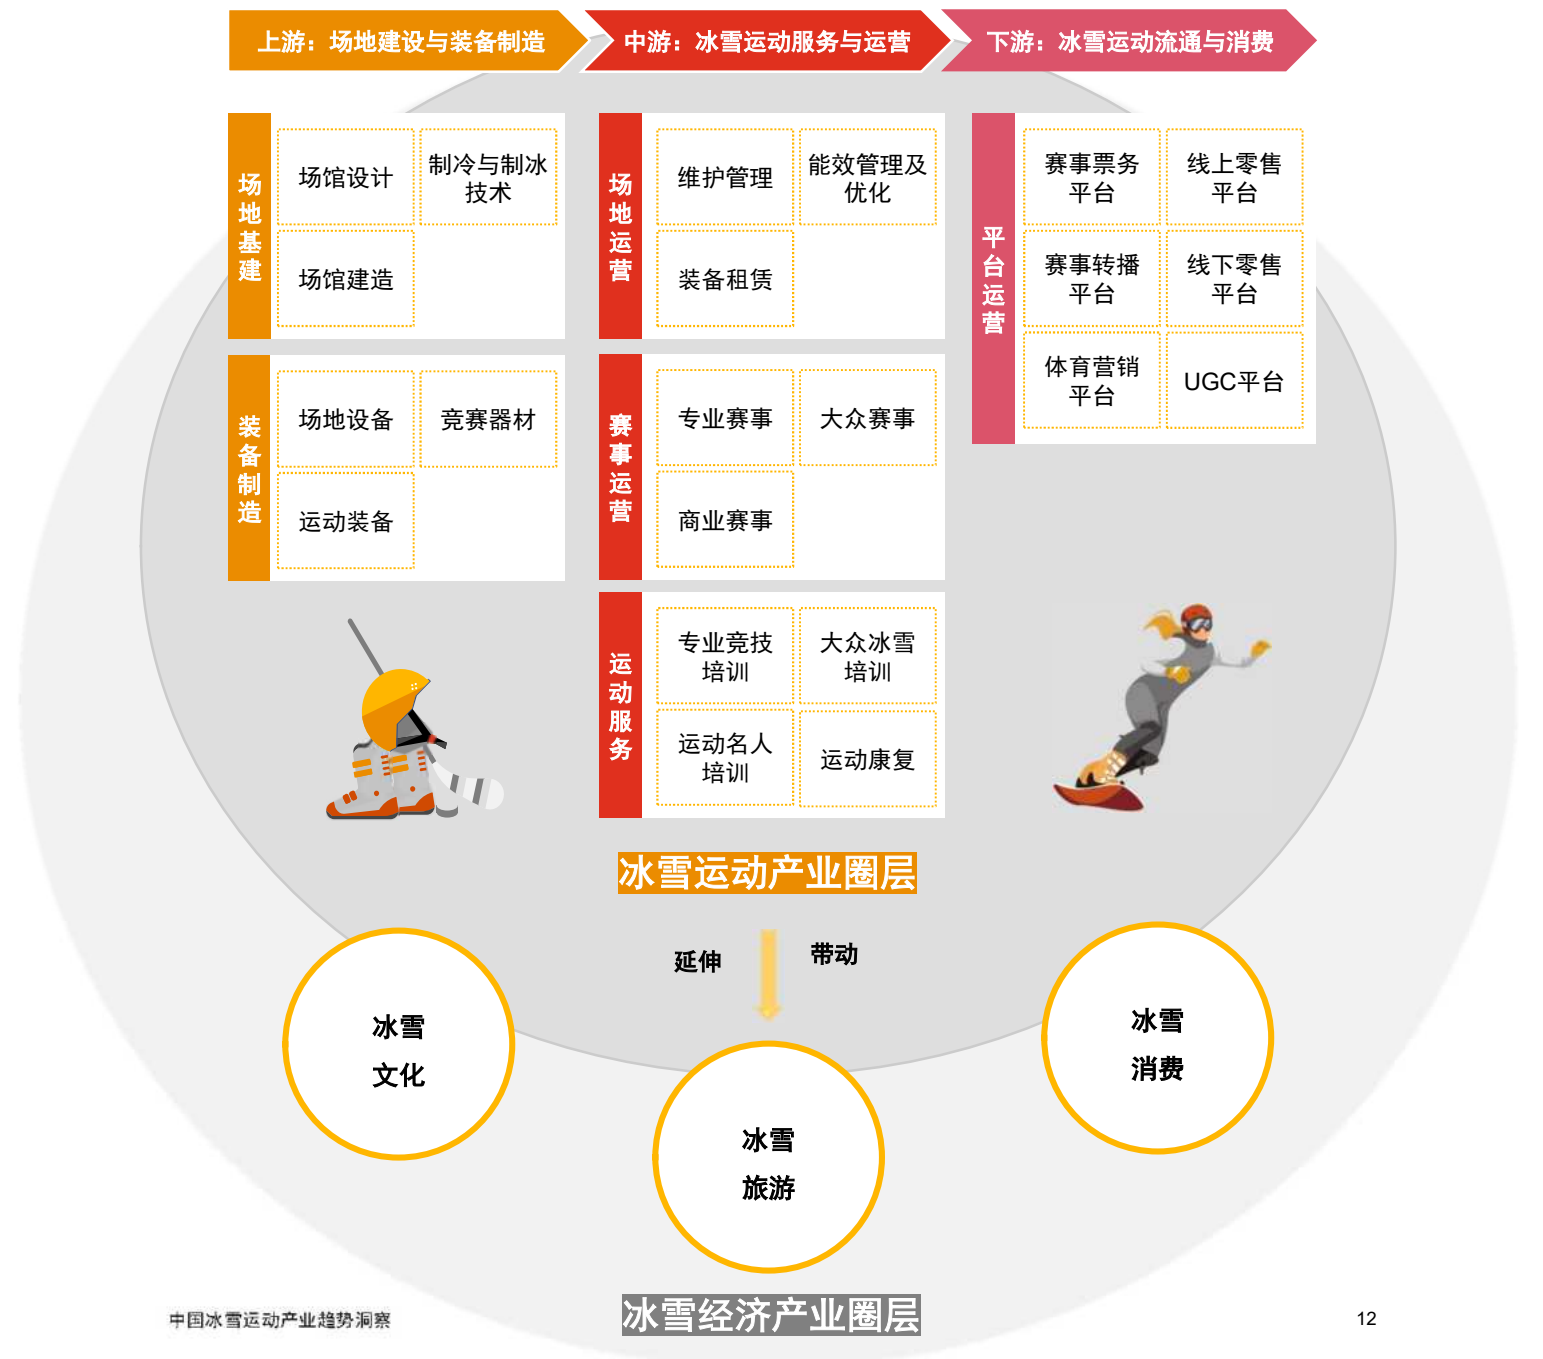 上游：场地建设与装备制造
中游：冰雪运动服务与运营
下游：冰雪运动流通与消费
场地基建
场馆设计
制冷与制冰
技术
场馆建造
装备制造
场地设备
竞赛器材
运动装备
场地运营
维护管理
能效管理及
优化
装备租赁
赛事运营
专业赛事
大众赛事
商业赛事
运动服务
专业竞技
培训
大众冰雪
培训
运动名人
培训
运动康复
平台运营
赛事票务
平台
线上零售
平台
赛事转播
平台
线下零售
平台
体育营销
平台
UGC平台
冰雪运动产业圈层
延伸
带动
冰雪
文化
冰雪
旅游
冰雪
消费
冰雪经济产业圈层
中国冰雪运动产业趋势洞察
12